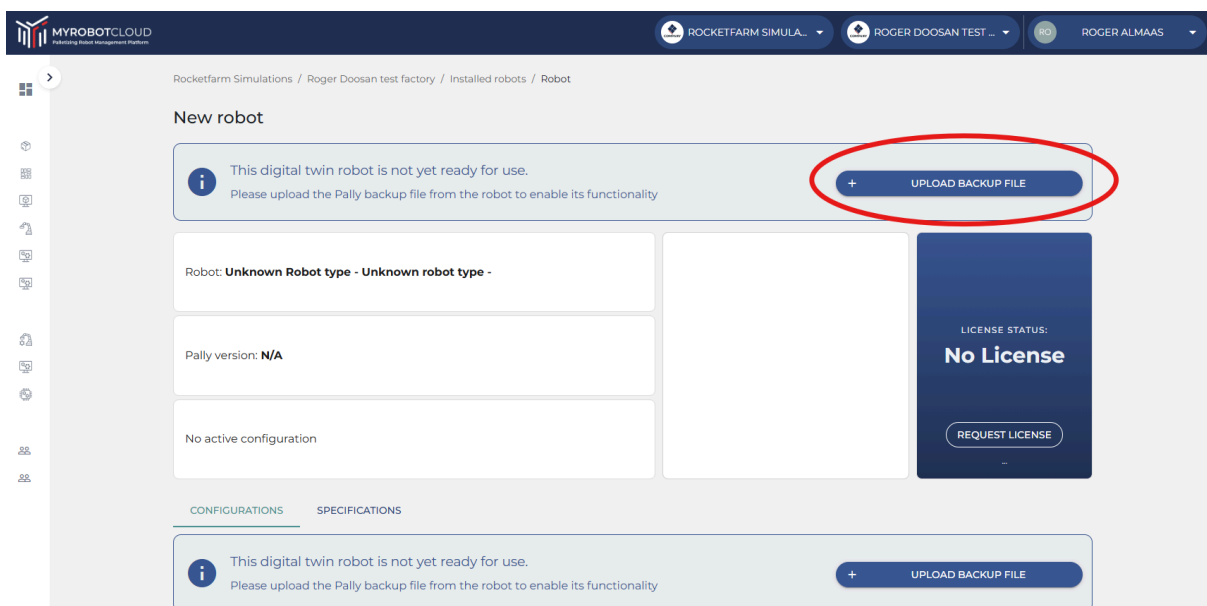 MYROBOTCLOUD
Palletizing Robot Management Platform
ROCKETFARM SIMULA...
ROGER DOOSAN TEST ...
RO
ROGER ALMAAS
Rocketfarm Simulations / Roger Doosan test factory / Installed robots / Robot
New robot
This digital twin robot is not yet ready for use.
Please upload the Pally backup file from the robot to enable its functionality
+ UPLOAD BACKUP FILE
Robot: Unknown Robot type - Unknown robot type -
Pally version: N/A
No active configuration
LICENSE STATUS:
No License
REQUEST LICENSE
...
CONFIGURATIONS
SPECIFICATIONS
This digital twin robot is not yet ready for use.
Please upload the Pally backup file from the robot to enable its functionality
+ UPLOAD BACKUP FILE